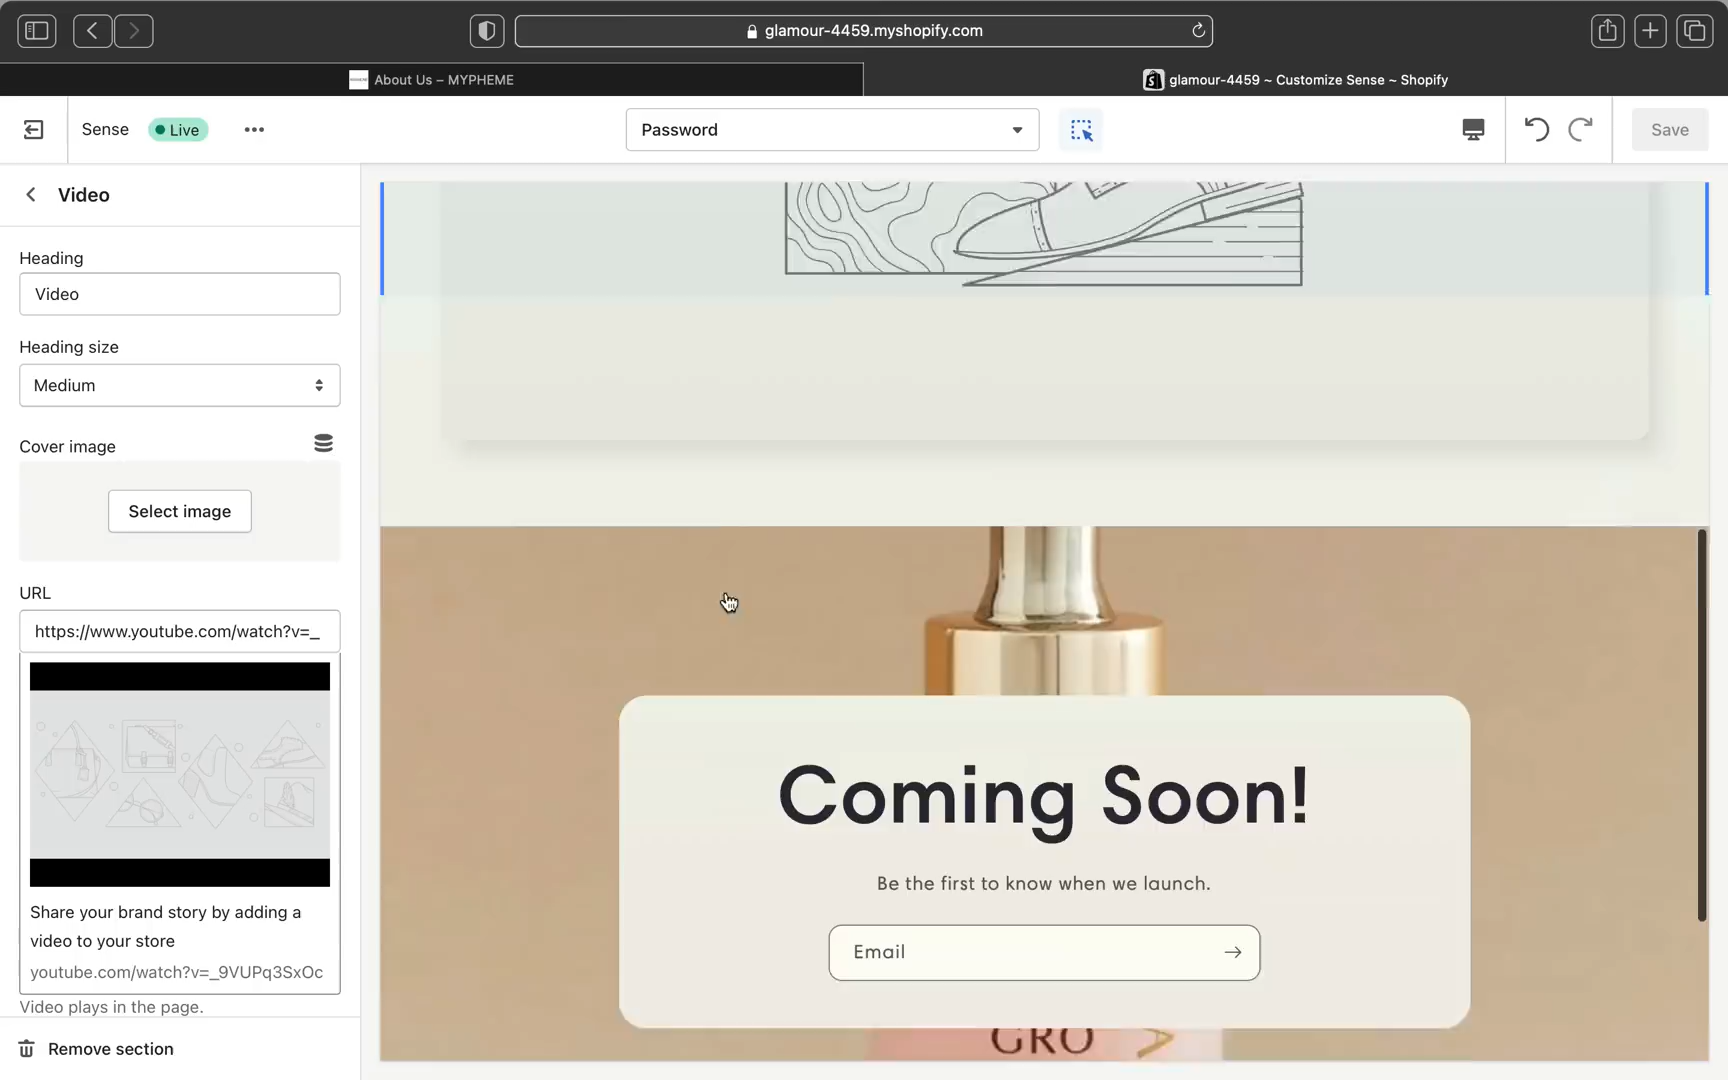 glamour-4459.myshopify.com
About Us – MYPHEME
glamour-4459 ~ Customize Sense ~ Shopify
Sense
Live
Password
Save
Video
Heading
Video
Heading size
Medium
Cover image
Select image
URL
https://www.youtube.com/watch?v=_
Share your brand story by adding a
video to your store
youtube.com/watch?v=_9VUPq3SxOc
Video plays in the page.
Remove section
Coming Soon!
Be the first to know when we launch.
Email
GRO